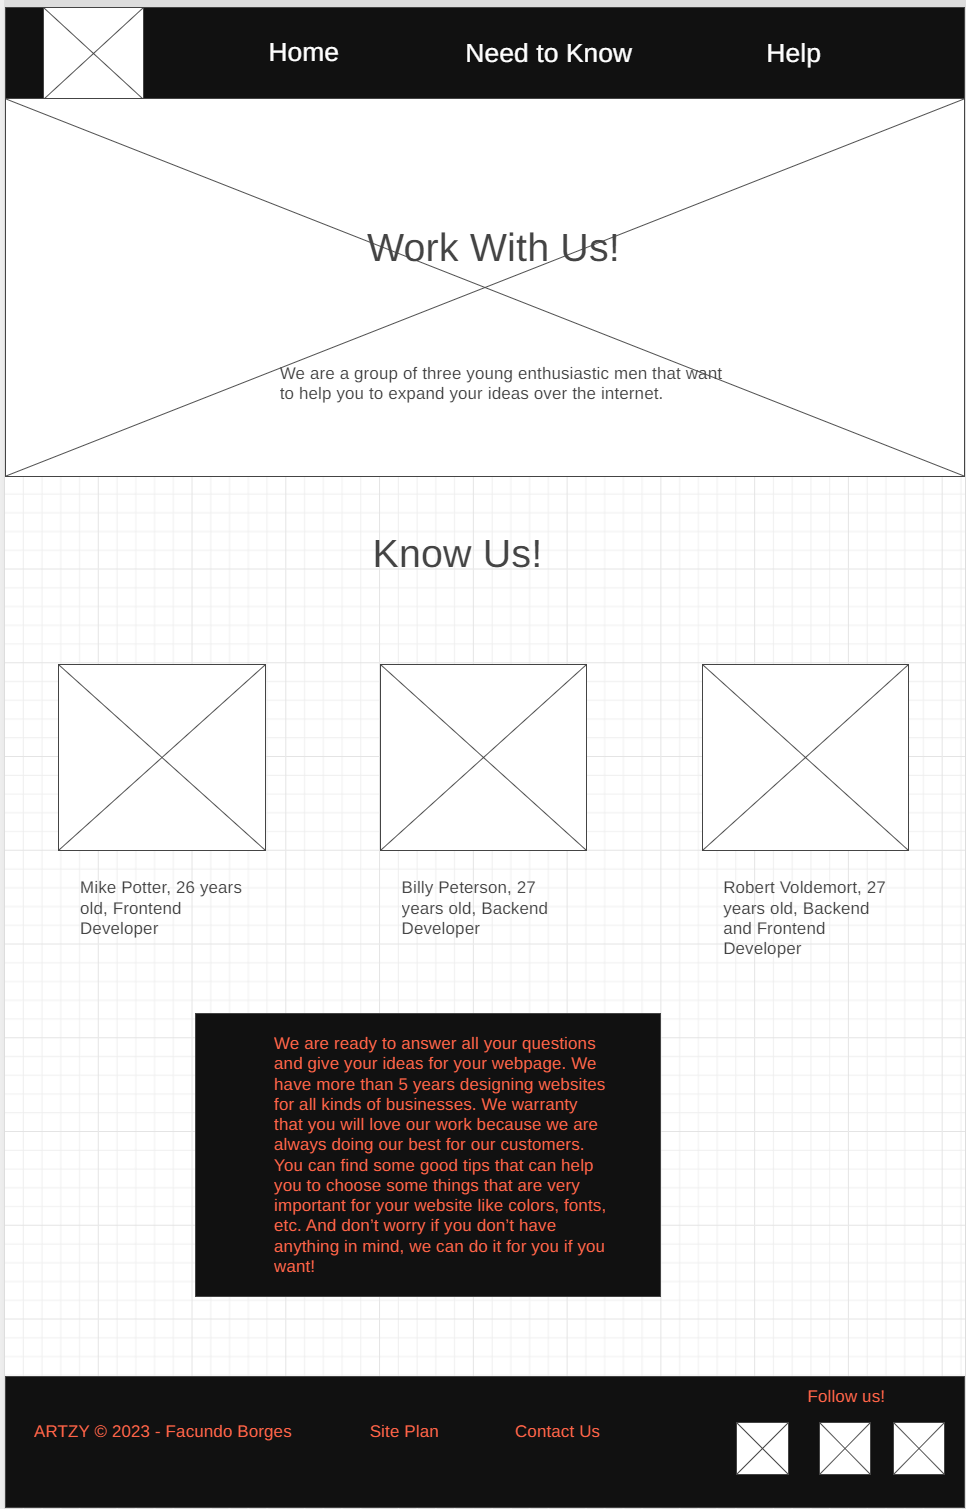 Home Need to Know Help
Work With Us!
We are a group of three young enthusiastic men that want
to help you to expand your ideas over the internet.
Know Us!
Mike Potter, 26 years
old, Frontend
Developer
Billy Peterson, 27
years old, Backend
Developer
Robert Voldemort, 27
years old, Backend
and Frontend
Developer
We are ready to answer all your questions
and give your ideas for your webpage. We
have more than 5 years designing websites
for all kinds of businesses. We warranty
that you will love our work because we are
always doing our best for our customers.
You can find some good tips that can help
you to choose some things that are very
important for your website like colors, fonts,
etc. And don’t worry if you don’t have
anything in mind, we can do it for you if you
want!
Follow us!
ARTZY © 2023 - Facundo Borges Site Plan Contact Us